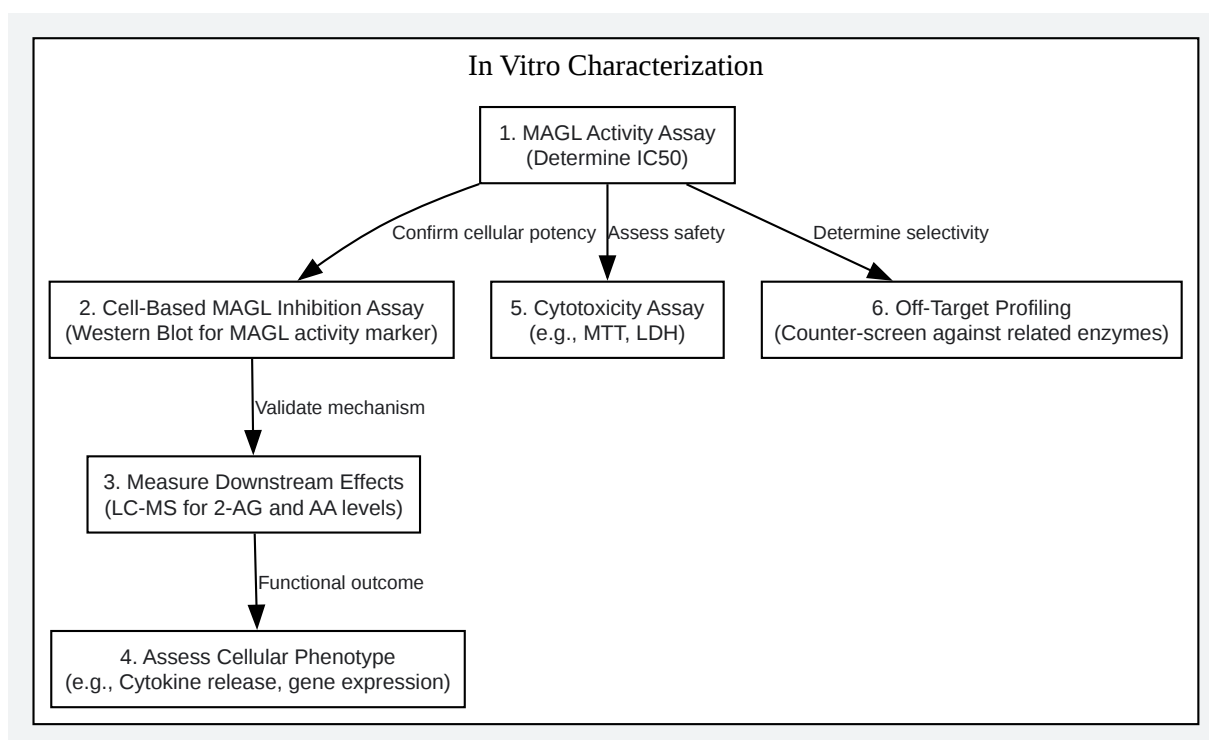 In Vitro Characterization
1. MAGL Activity Assay
(Determine IC50)
Confirm cellular potency
Assess safety
Determine selectivity
2. Cell-Based MAGL Inhibition Assay
(Western Blot for MAGL activity marker)
5. Cytotoxicity Assay
(e.g., MTT, LDH)
6. Off-Target Profiling
(Counter-screen against related enzymes)
Validate mechanism
3. Measure Downstream Effects
(LC-MS for 2-AG and AA levels)
Functional outcome
4. Assess Cellular Phenotype
(e.g., Cytokine release, gene expression)